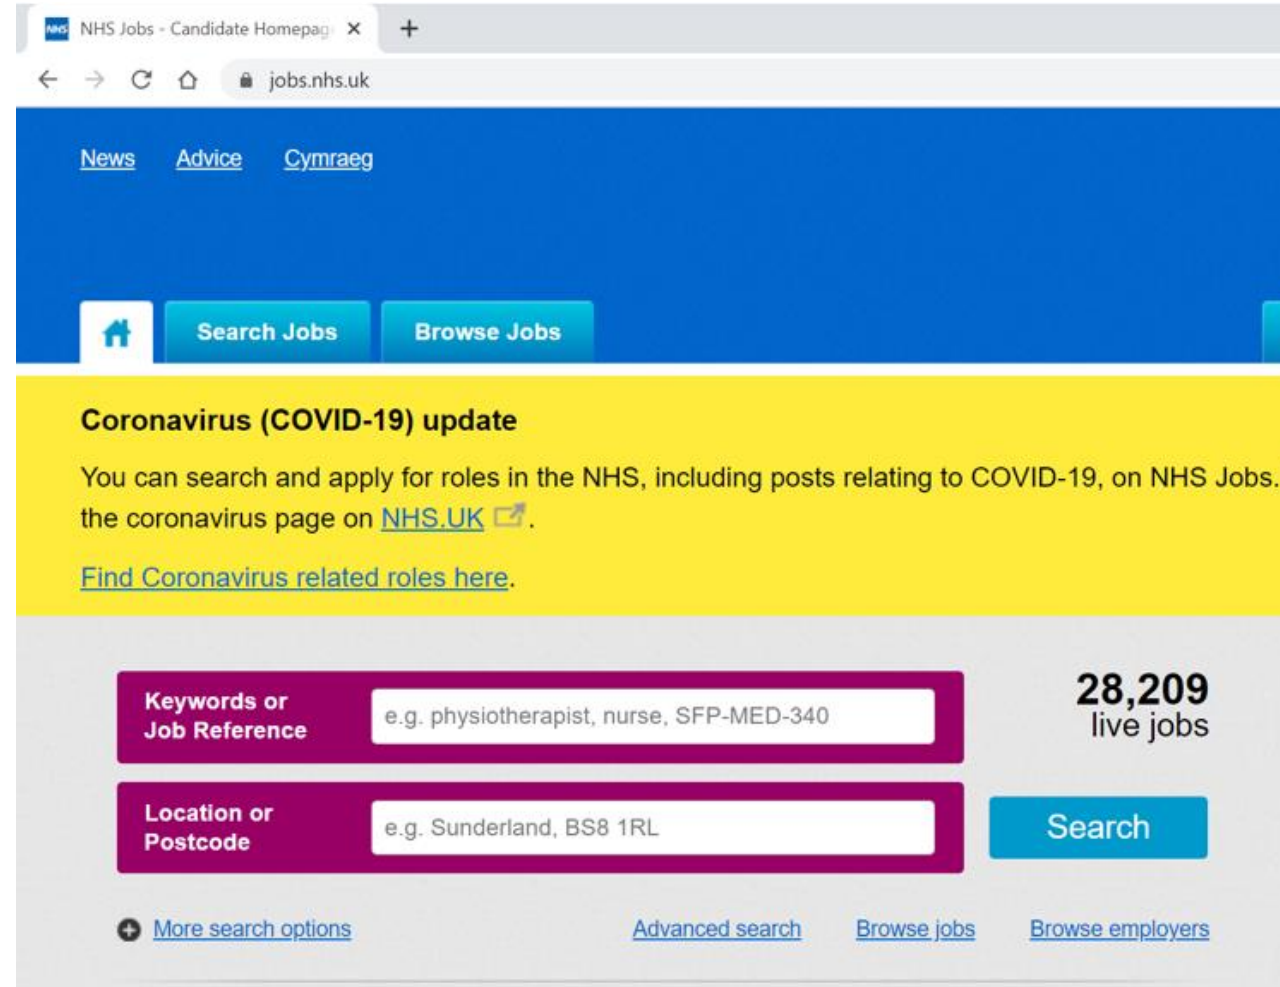 NHS NHS Jobs - Candidate Homepag
jobs.nhs.uk
News Advice Cymraeg
Search Jobs Browse Jobs
Coronavirus (COVID-19) update
You can search and apply for roles in the NHS, including posts relating to COVID-19, on NHS Jobs.
the coronavirus page on NHS.UK .
Find Coronavirus related roles here.
Keywords or
Job Reference
e.g. physiotherapist, nurse, SFP-MED-340
28,209
live jobs
Location or
Postcode
e.g. Sunderland, BS8 1RL
Search
More search options Advanced search Browse jobs Browse employers